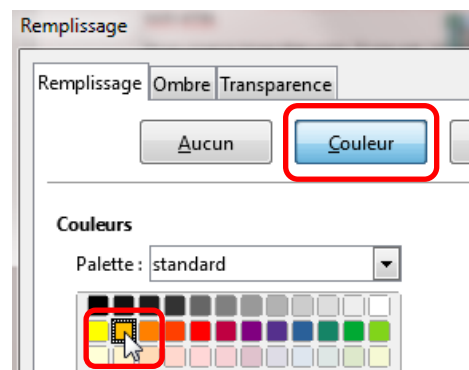 Remplissage
Remplissage Ombre Transparence
Aucun Couleur
Couleurs
Palette : standard